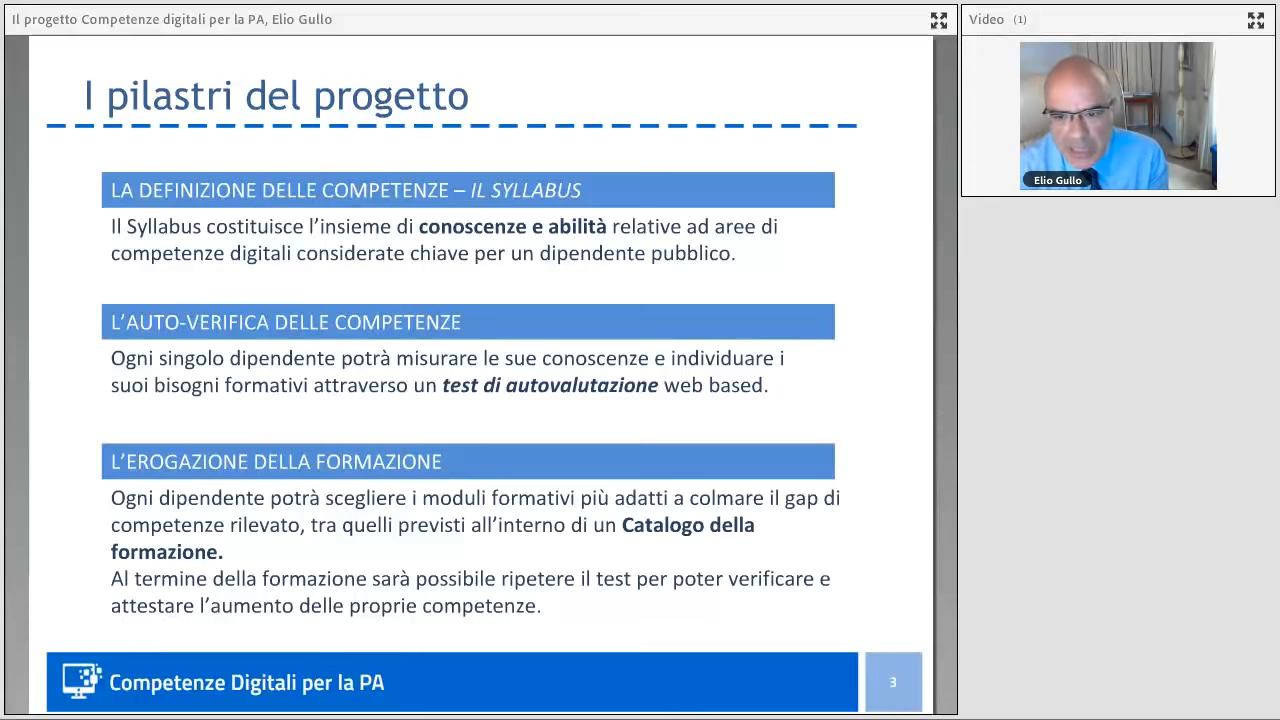 Il progetto Competenze digitali per la PA, Elio Gullo
Video (1)
Elio Gullo
I pilastri del progetto
LA DEFINIZIONE DELLE COMPETENZE – IL SYLLABUS
Il Syllabus costituisce l’insieme di conoscenze e abilità relative ad aree di
competenze digitali considerate chiave per un dipendente pubblico.
L’AUTO-VERIFICA DELLE COMPETENZE
Ogni singolo dipendente potrà misurare le sue conoscenze e individuare i
suoi bisogni formativi attraverso un test di autovalutazione web based.
L’EROGAZIONE DELLA FORMAZIONE
Ogni dipendente potrà scegliere i moduli formativi più adatti a colmare il gap di
competenze rilevato, tra quelli previsti all’interno di un Catalogo della
formazione.
Al termine della formazione sarà possibile ripetere il test per poter verificare e
attestare l’aumento delle proprie competenze.
Competenze Digitali per la PA
3